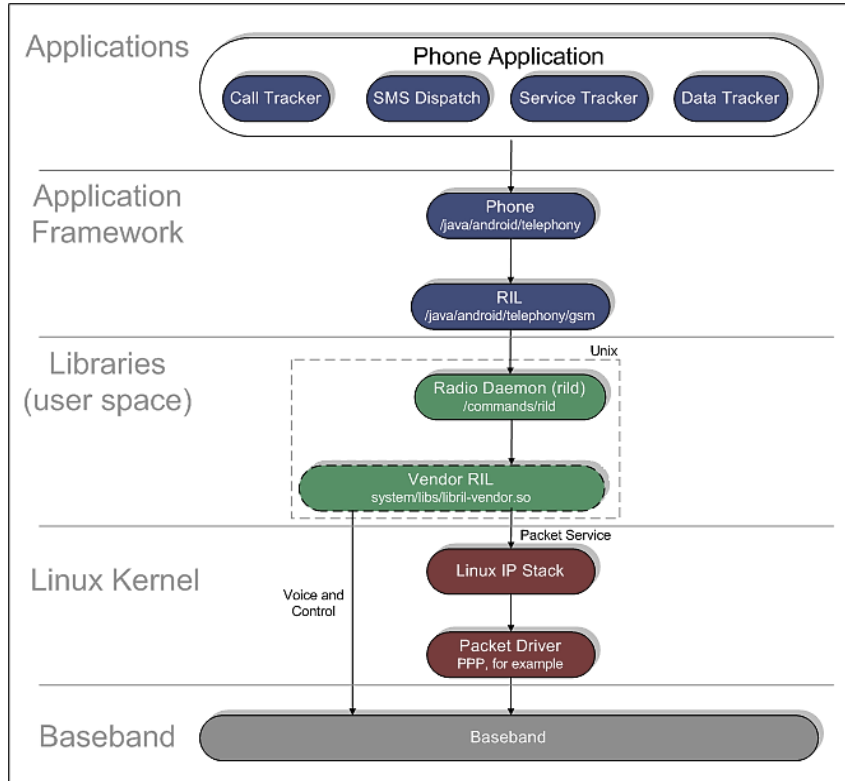 Applications
Phone Application
Call Tracker
SMS Dispatch
Service Tracker
Data Tracker
Application
Framework
Phone
/java/android/telephony
RIL
/java/android/telephony/gsm
Libraries
(user space)
Unix
Radio Daemon (rild)
/commands/rild
Vendor RIL
system/libs/libril-vendor.so
Linux Kernel
Packet Service
Linux IP Stack
Voice and
Control
Packet Driver
PPP, for example
Baseband
Baseband